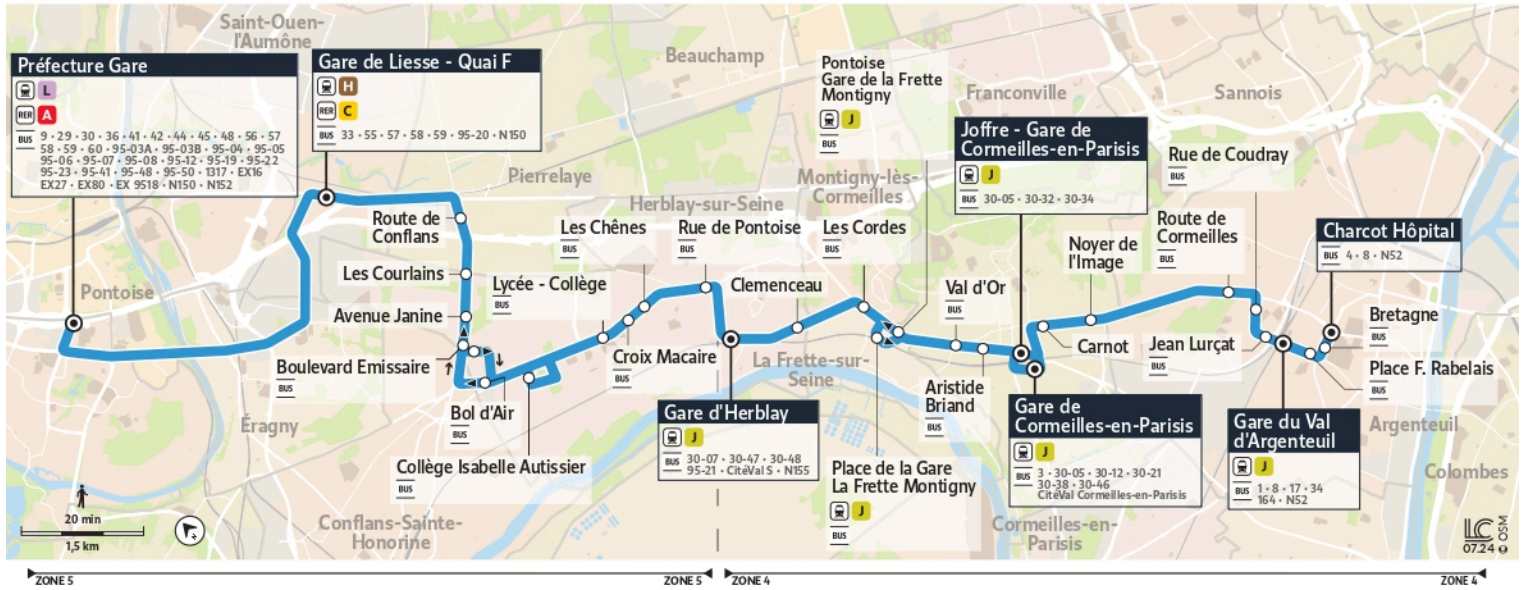 Saint-Ouen-
l'Aumône
Préfecture Gare
L
RER A
BUS 9 • 29 • 30 • 36 • 41 • 42 • 44 • 45 • 48 • 56 • 57
58 • 59 • 60 • 95-03A • 95-03B • 95-04 • 95-05
95-06 • 95-07 • 95-08 • 95-12 • 95-19 • 95-22
95-23 • 95-41 • 95-48 • 95-50 • 1317 • EX16
EX27 • EX80 • EX 9518 • N150 • N152
Gare de Liesse - Quai F
H
RER C
BUS 33 • 55 • 57 • 58 • 59 • 95-20 • N150
Beauchamp
Pontoise
Gare de la Frette
Montigny
J
BUS
Franconville
Sannois
Joffre - Gare de
Cormeilles-en-Parisis
J
BUS 30-05 • 30-32 • 30-34
Rue de Coudray
BUS
Pierrelaye
Montigny-lès-
Cormeilles
Herblay-sur-Seine
Route de
Conflans
Les Chênes
BUS
Rue de Pontoise
BUS
Les Cordes
BUS
Noyer de
l'Image
Route de
Cormeilles
BUS
Charcot Hôpital
BUS 4 • 8 • N52
Pontoise
Les Courlains
Lycée - Collège
BUS
Clemenceau
Val d'Or
BUS
Avenue Janine
Bretagne
BUS
Boulevard Emissaire
BUS
Croix Macaire
BUS
La Frette-sur-
Seine
Carnot
Jean Lurçat
BUS
Place F. Rabelais
BUS
Bol d'Air
BUS
Aristide
Briand
BUS
Éragny
Gare d'Herblay
J
BUS 30-07 • 30-47 • 30-48
95-21 • CitéVal S • N155
Gare de
Cormeilles-en-Parisis
J
BUS 3 • 30-05 • 30-12 • 30-21
30-38 • 30-46
CitéVal Cormeilles-en-Parisis
Gare du Val
d'Argenteuil
J
BUS 1 • 8 • 17 • 34
164 • N52
Argenteuil
Colombes
Collège Isabelle Autissier
BUS
Place de la Gare
La Frette Montigny
J
BUS
20 min
1,5 km
Conflans-Sainte-
Honorine
Cormeilles-en-
Parisis
LC
07.24 © OSM
ZONE 5 ZONE 5 ZONE 4 ZONE 4